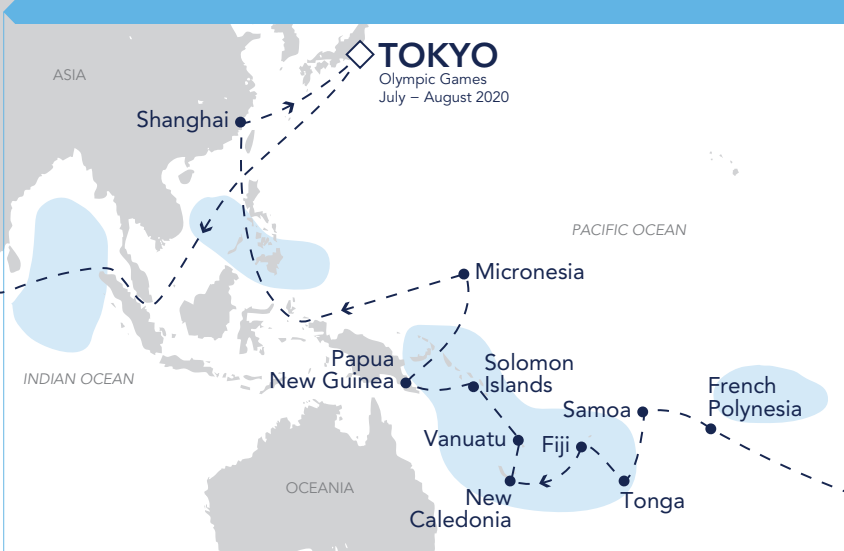 TOKYO
Olympic Games
July – August 2020
ASIA
Shanghai
PACIFIC OCEAN
Micronesia
Papua
New Guinea
Solomon
Islands
INDIAN OCEAN
French
Polynesia
Samoa
Vanuatu
Fiji
OCEANIA
New
Caledonia
Tonga